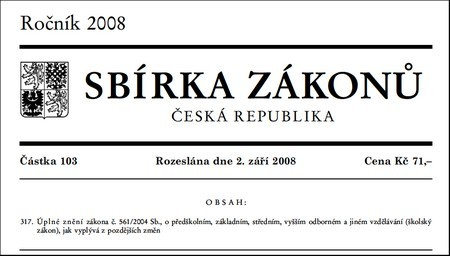 Ročník 2008
SBÍRKA ZÁKONŮ
ČESKÁ REPUBLIKA
Částka 103 Rozeslána dne 2. září 2008 Cena Kč 71,–
OBSAH:
317. Úplné znění zákona č. 561/2004 Sb., o předškolním, základním, středním, vyšším odborném a jiném vzdělávání (školský
zákon), jak vyplývá z pozdějších změn